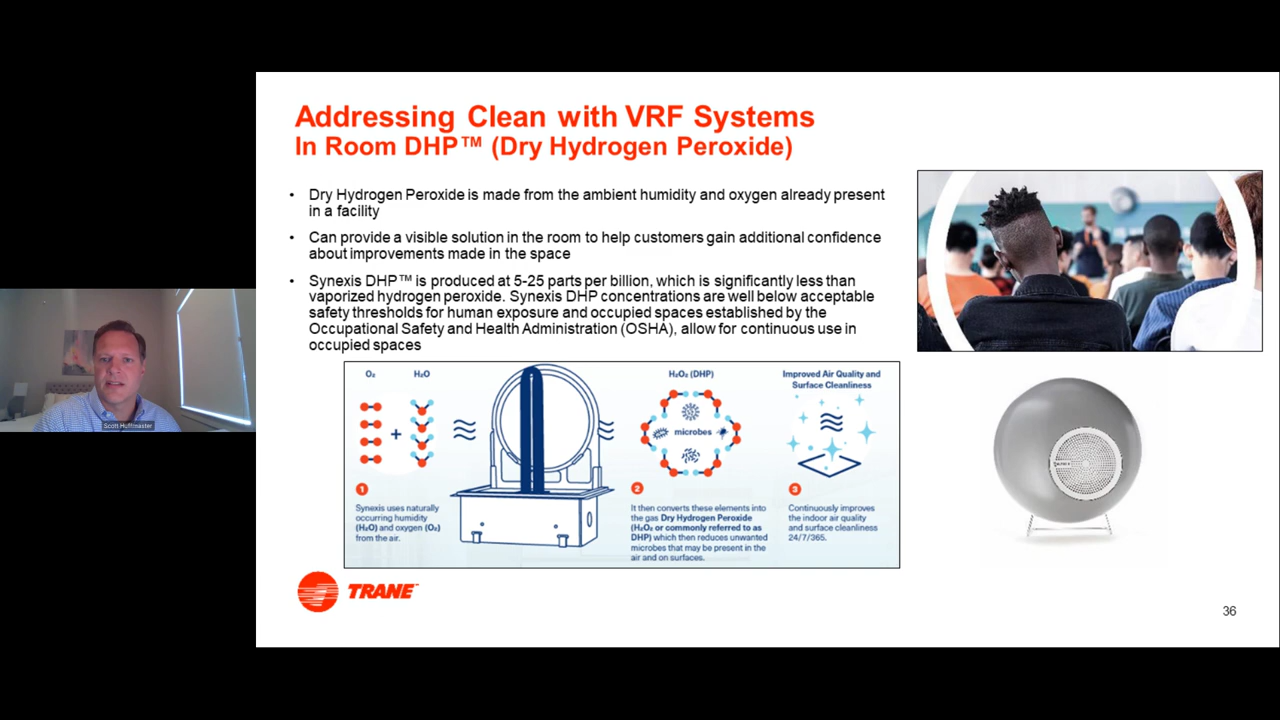 Addressing Clean with VRF Systems
In Room DHP™ (Dry Hydrogen Peroxide)
• Dry Hydrogen Peroxide is made from the ambient humidity and oxygen already present
in a facility
• Can provide a visible solution in the room to help customers gain additional confidence
about improvements made in the space
• Synexis DHP™ is produced at 5-25 parts per billion, which is significantly less than
vaporized hydrogen peroxide. Synexis DHP concentrations are well below acceptable
safety thresholds for human exposure and occupied spaces established by the
Occupational Safety and Health Administration (OSHA), allow for continuous use in
occupied spaces
O₂
H₂O
H₂O₂ (DHP)
microbes
Improved Air Quality and
Surface Cleanliness
+
1
Synexis uses naturally
occurring humidity
(H₂O) and oxygen (O₂)
from the air.
2
It then converts these elements into
the gas Dry Hydrogen Peroxide
(H₂O₂ or commonly referred to as
DHP) which then reduces unwanted
microbes that may be present in the
air and on surfaces.
3
Continuously improves
the indoor air quality
and surface cleanliness
24/7/365.
TRANE
36
Scott Huffmaster